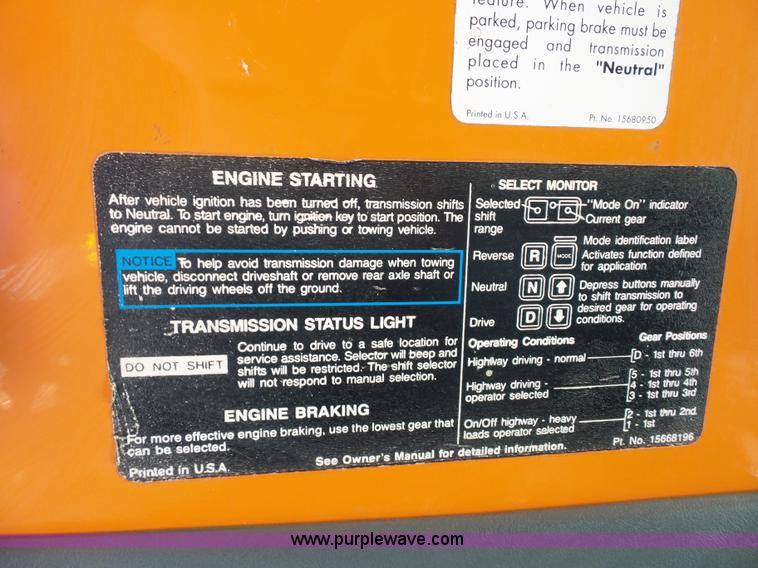 feature. When vehicle is
parked, parking brake must be
engaged and transmission
placed in the "Neutral"
position.
Printed in U.S.A. Pt. No. 15680950
ENGINE STARTING
After vehicle ignition has been turned off, transmission shifts
to Neutral. To start engine, turn ignition key to start position. The
engine cannot be started by pushing or towing vehicle.
NOTICE To help avoid transmission damage when towing
vehicle, disconnect driveshaft or remove rear axle shaft or
lift the driving wheels off the ground.
TRANSMISSION STATUS LIGHT
DO NOT SHIFT
Continue to drive to a safe location for
service assistance. Selector will beep and
shifts will be restricted. The shift selector
will not respond to manual selection.
ENGINE BRAKING
For more effective engine braking, use the lowest gear that
can be selected.
Printed in U.S.A.
SELECT MONITOR
Selected
shift
range
"Mode On" indicator
Current gear
Mode identification label
Reverse R MODE Activates function defined
for application
Neutral N Depress buttons manually
to shift transmission to
desired gear for operating
conditions.
Drive D
Operating Conditions Gear Positions
Highway driving - normal D - 1st thru 6th
Highway driving -
operator selected
5 - 1st thru 5th
4 - 1st thru 4th
3 - 1st thru 3rd
On/Off highway - heavy
loads operator selected
2 - 1st thru 2nd
1 - 1st
Pt. No. 15668196
See Owner's Manual for detailed information.
www.purplewave.com